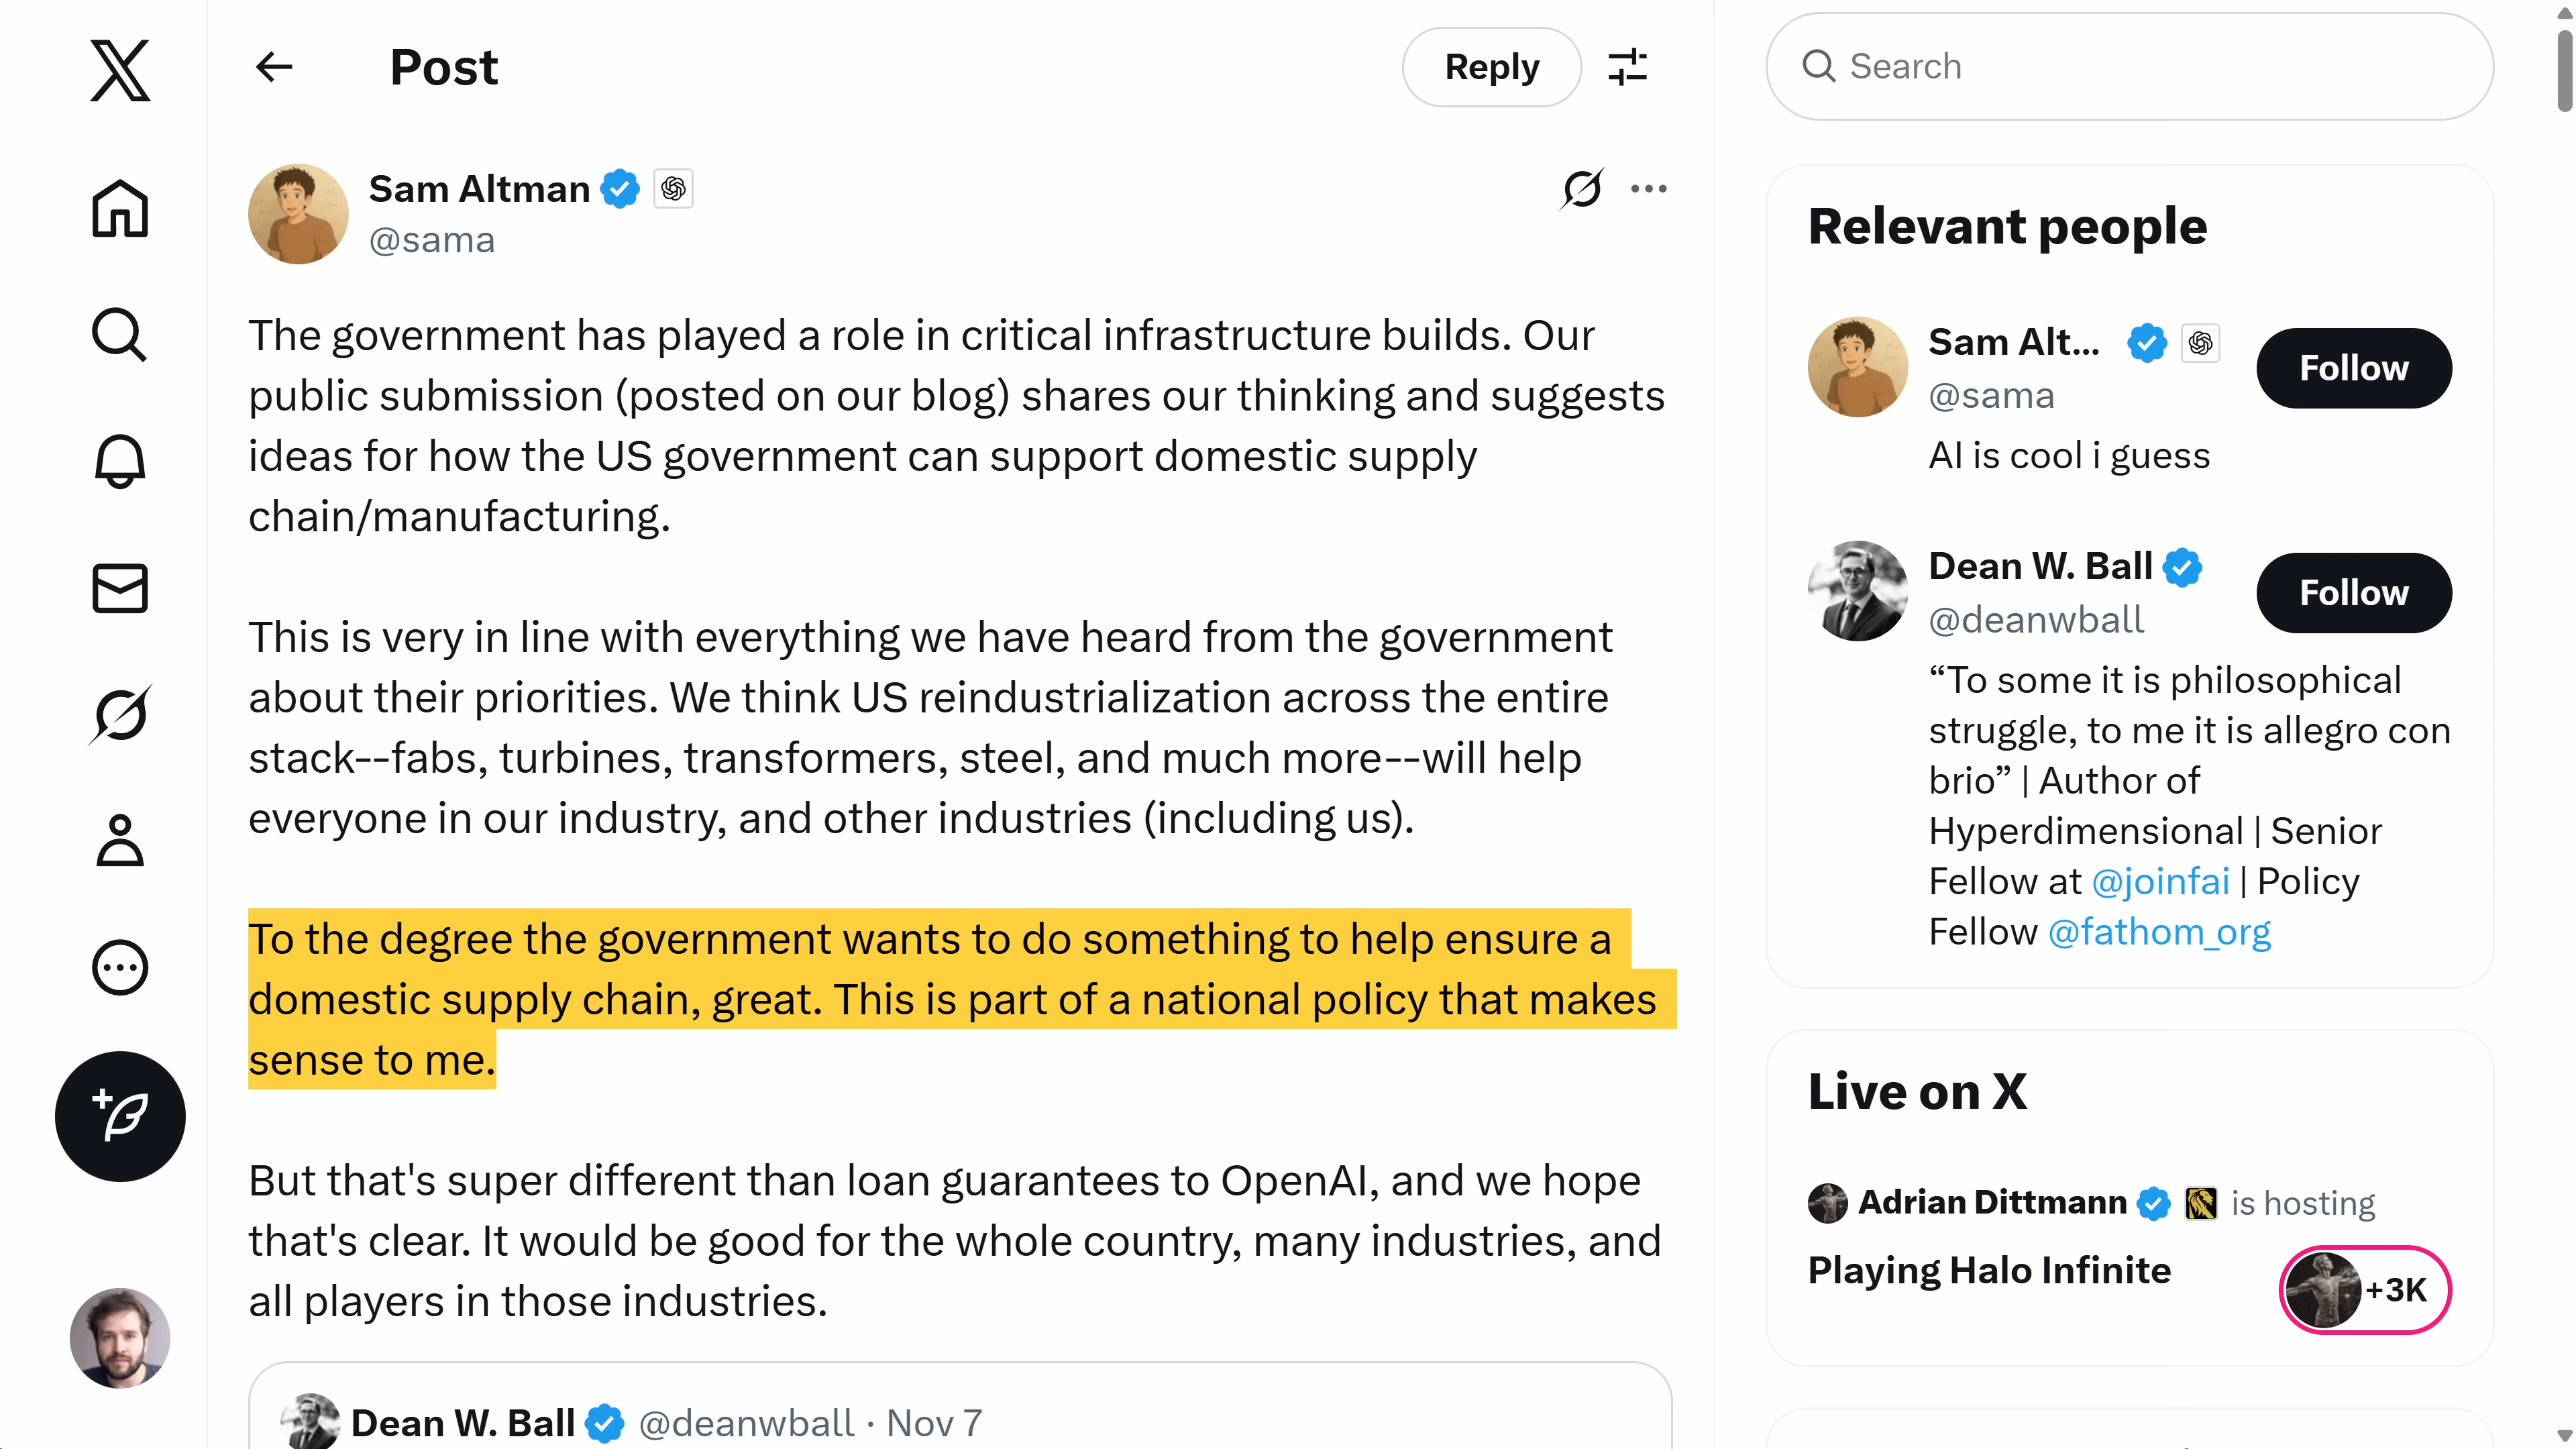 Post
Reply
Search
Sam Altman
@sama
The government has played a role in critical infrastructure builds. Our
public submission (posted on our blog) shares our thinking and suggests
ideas for how the US government can support domestic supply
chain/manufacturing.
This is very in line with everything we have heard from the government
about their priorities. We think US reindustrialization across the entire
stack--fabs, turbines, transformers, steel, and much more--will help
everyone in our industry, and other industries (including us).
To the degree the government wants to do something to help ensure a
domestic supply chain, great. This is part of a national policy that makes
sense to me.
But that's super different than loan guarantees to OpenAI, and we hope
that's clear. It would be good for the whole country, many industries, and
all players in those industries.
Dean W. Ball @deanwball · Nov 7
Relevant people
Sam Alt...
@sama
Follow
AI is cool i guess
Dean W. Ball
@deanwball
Follow
“To some it is philosophical
struggle, to me it is allegro con
brio” | Author of
Hyperdimensional | Senior
Fellow at @joinfai | Policy
Fellow @fathom_org
Live on X
Adrian Dittmann is hosting
Playing Halo Infinite
+3K